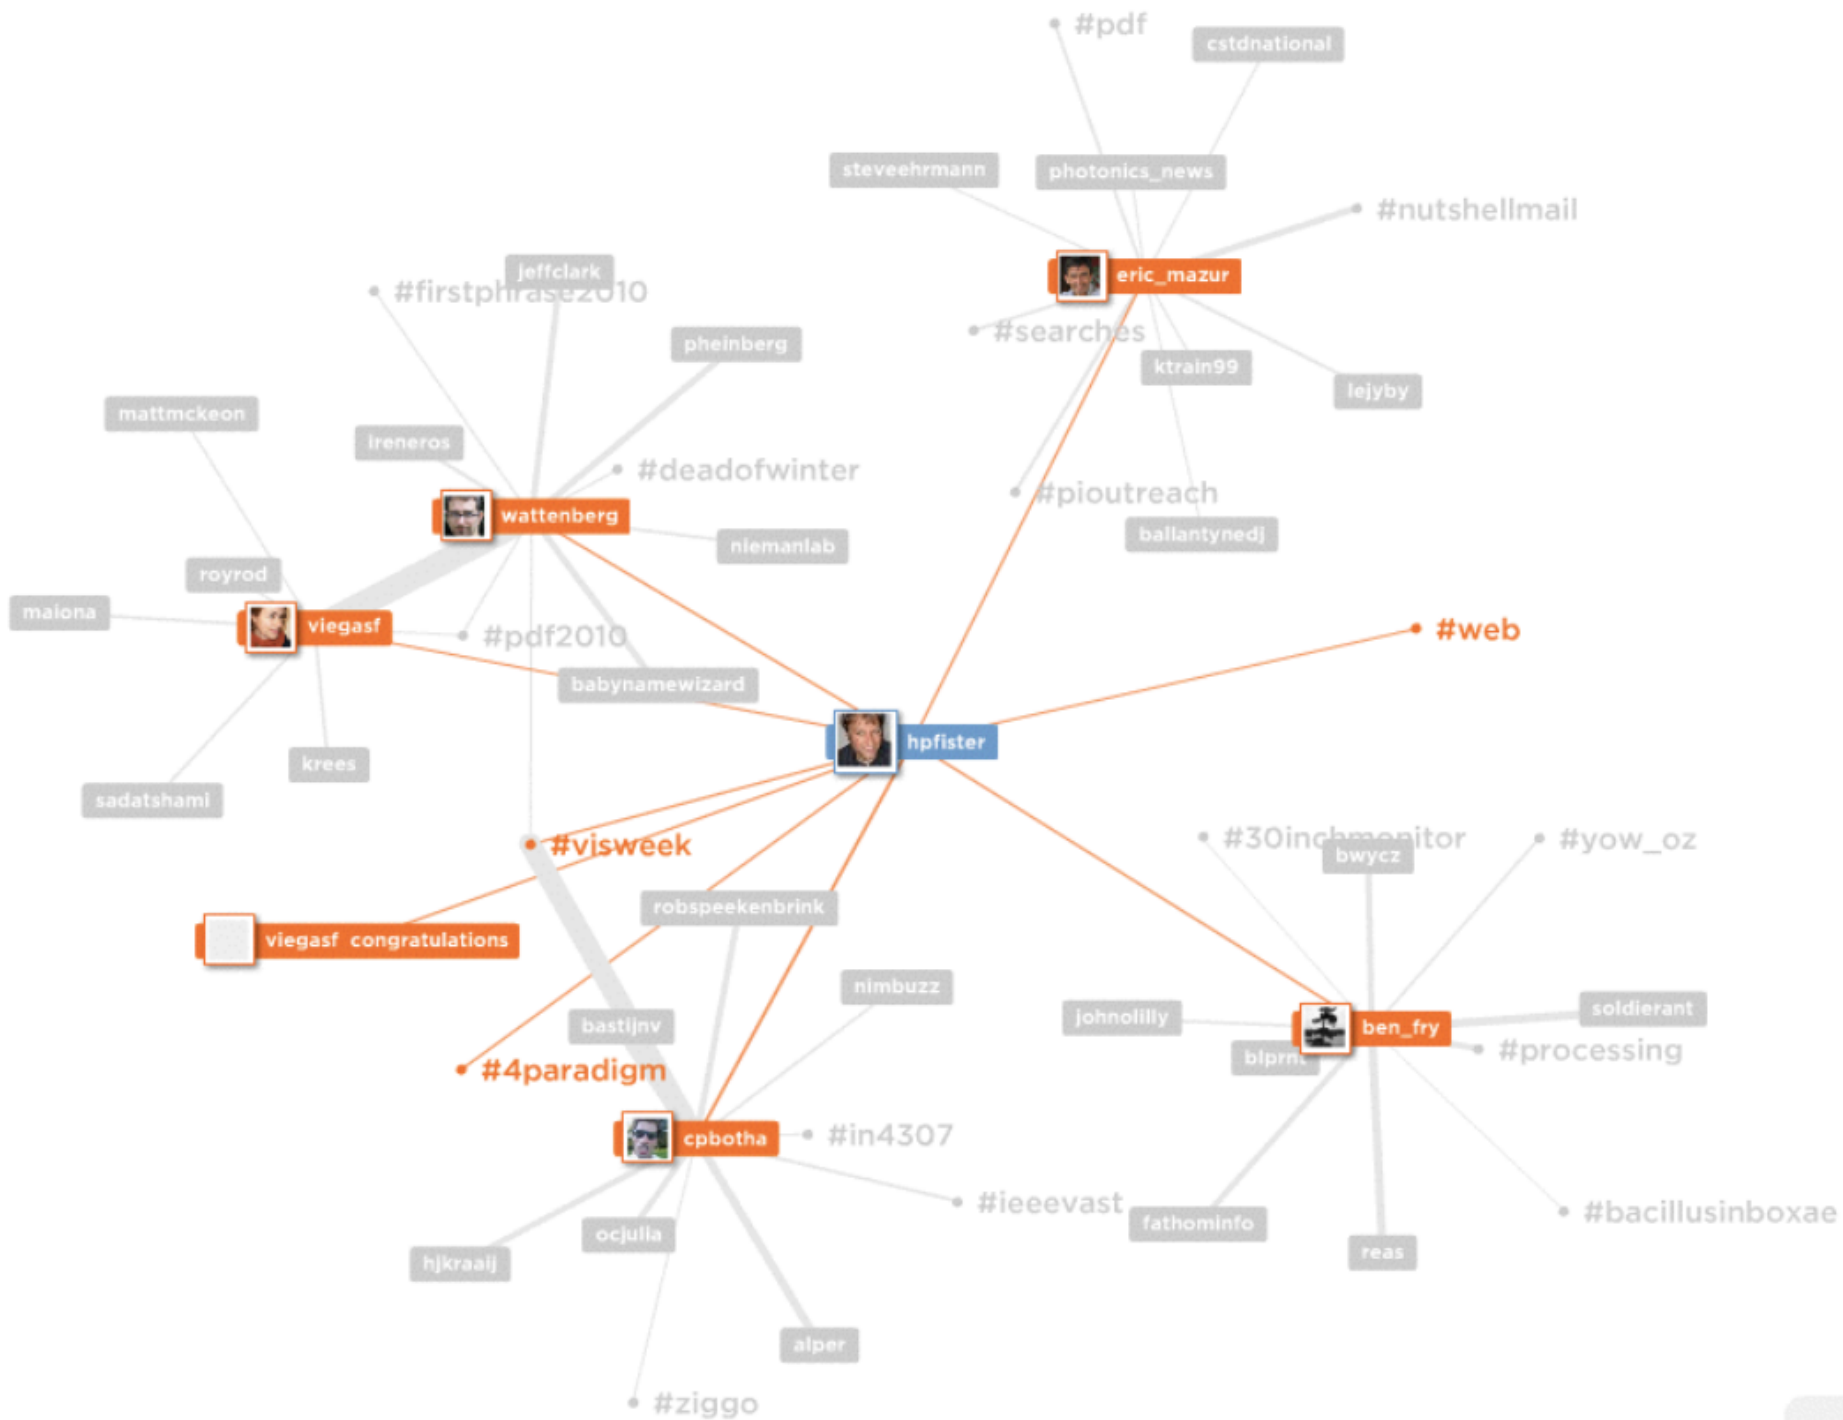 #pdf
cstdnational
steveehrmann
photonics_news
#nutshellmail
jeffclark
eric_mazur
#firstphrase2010
#searches
pheinberg
ktrain99
lejyby
mattmckeon
ireneros
#deadofwinter
#pioutreach
wattenberg
ballantynedj
niemanlab
royrod
maiona
viegasf
#pdf2010
#web
babynamewizard
hpfister
krees
sadatshami
#visweek
#30inchmonitor
#yow_oz
bwycz
robspeekenbrink
viegasf congratulations
nimbuzz
soldierant
bastijnv
johnolilly
ben_fry
#processing
blprnt
#4paradigm
cpbotha
#in4307
#ieeevast
#bacillusinboxae
fathominfo
ocjulia
reas
hjkraaij
alper
#ziggo